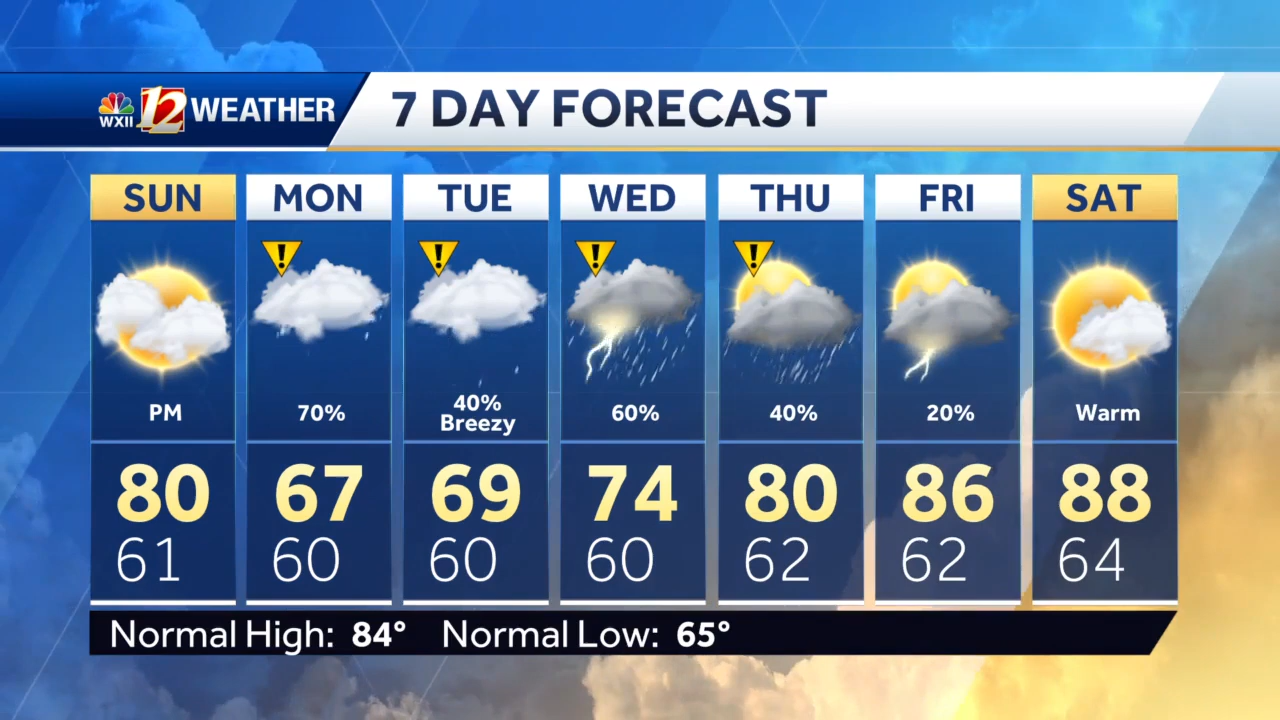 WXII 12 WEATHER
7 DAY FORECAST
SUN MON TUE WED THU FRI SAT
! ! ! !
PM 70% 40% 60% 40% 20% Warm
Breezy
80 67 69 74 80 86 88
61 60 60 60 62 62 64
Normal High: 84° Normal Low: 65°